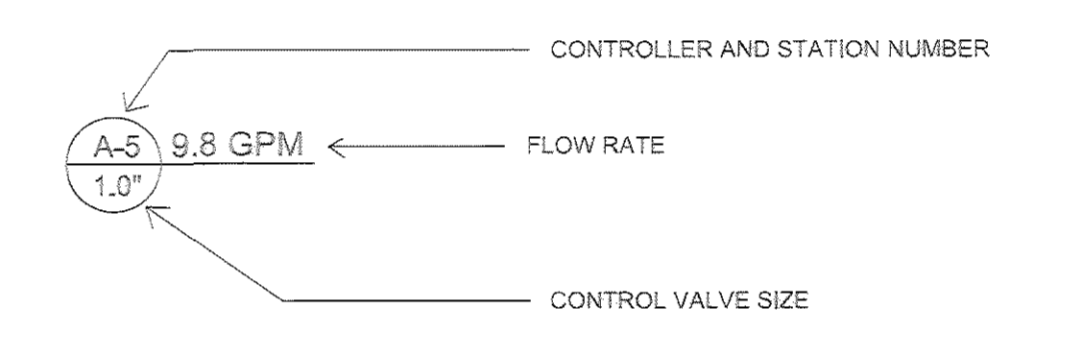 CONTROLLER AND STATION NUMBER
A-5 9.8 GPM
FLOW RATE
1.0"
CONTROL VALVE SIZE